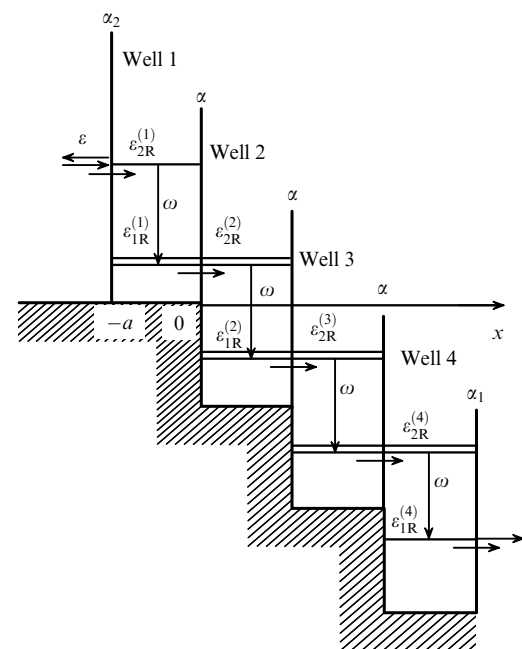 α₂
Well 1
α
ε
ε₂R⁽¹⁾
Well 2
α
ω
ε₁R⁽¹⁾
ε₂R⁽²⁾
Well 3
ω
α
−a
0
x
ε₁R⁽²⁾
ε₂R⁽³⁾
Well 4
ω
α₁
ε₂R⁽⁴⁾
ω
ε₁R⁽⁴⁾